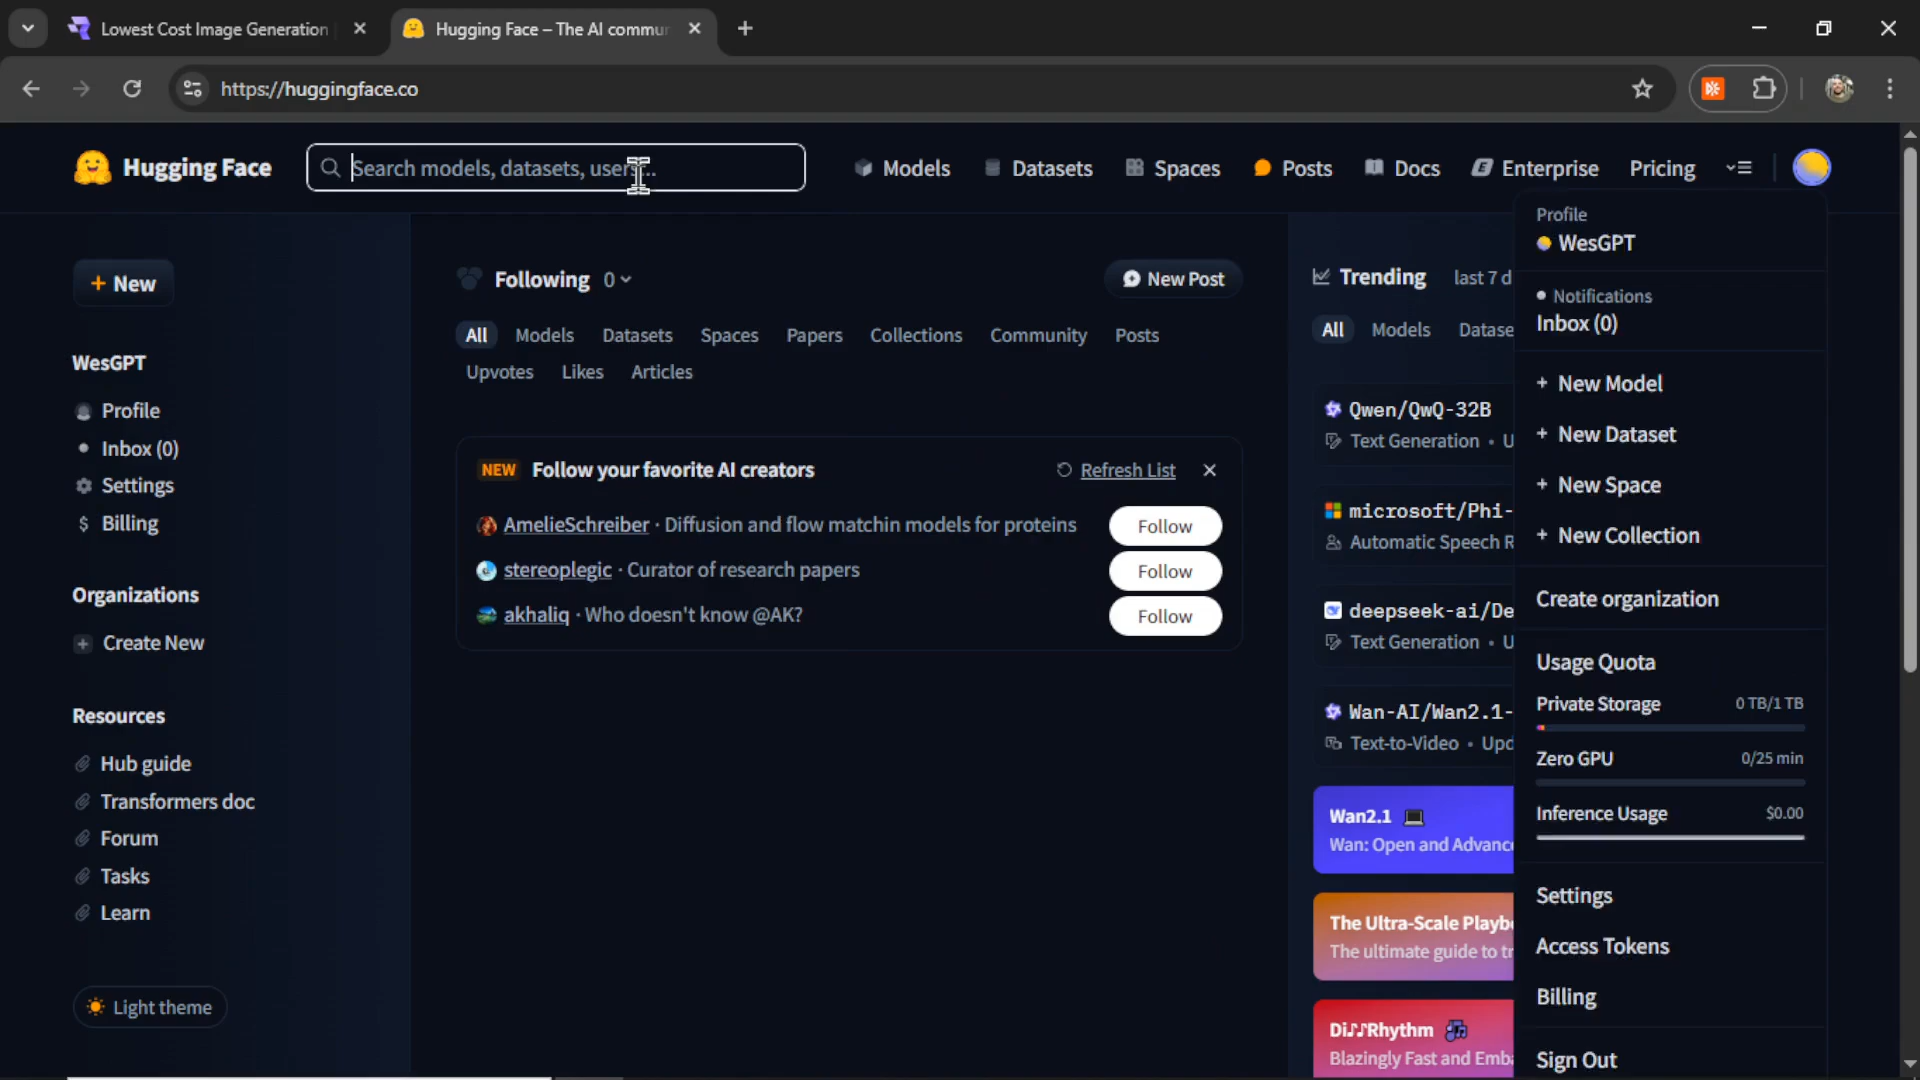 Lowest Cost Image Generation
Hugging Face – The AI commu
https://huggingface.co
Hugging Face
Search models, datasets, users...
Models
Datasets
Spaces
Posts
Docs
Enterprise
Pricing
+ New
WesGPT
Profile
Inbox (0)
Settings
$ Billing
Organizations
+ Create New
Resources
Hub guide
Transformers doc
Forum
Tasks
Learn
Light theme
Following 0
New Post
All Models Datasets Spaces Papers Collections Community Posts
Upvotes Likes Articles
NEW Follow your favorite AI creators
Refresh List
AmelieSchreiber · Diffusion and flow matchin models for proteins
Follow
stereoplegic · Curator of research papers
Follow
akhaliq · Who doesn't know @AK?
Follow
Trending last 7 d
All Models Datase
Qwen/QwQ-32B
Text Generation • U
microsoft/Phi-
Automatic Speech R
deepseek-ai/De
Text Generation • U
Wan-AI/Wan2.1-
Text-to-Video • Upd
Wan2.1
Wan: Open and Advanc
The Ultra-Scale Playb
The ultimate guide to tr
Di♪♪Rhythm
Blazingly Fast and Emb
Profile
WesGPT
Notifications
Inbox (0)
+ New Model
+ New Dataset
+ New Space
+ New Collection
Create organization
Usage Quota
Private Storage 0 TB/1 TB
Zero GPU 0/25 min
Inference Usage $0.00
Settings
Access Tokens
Billing
Sign Out